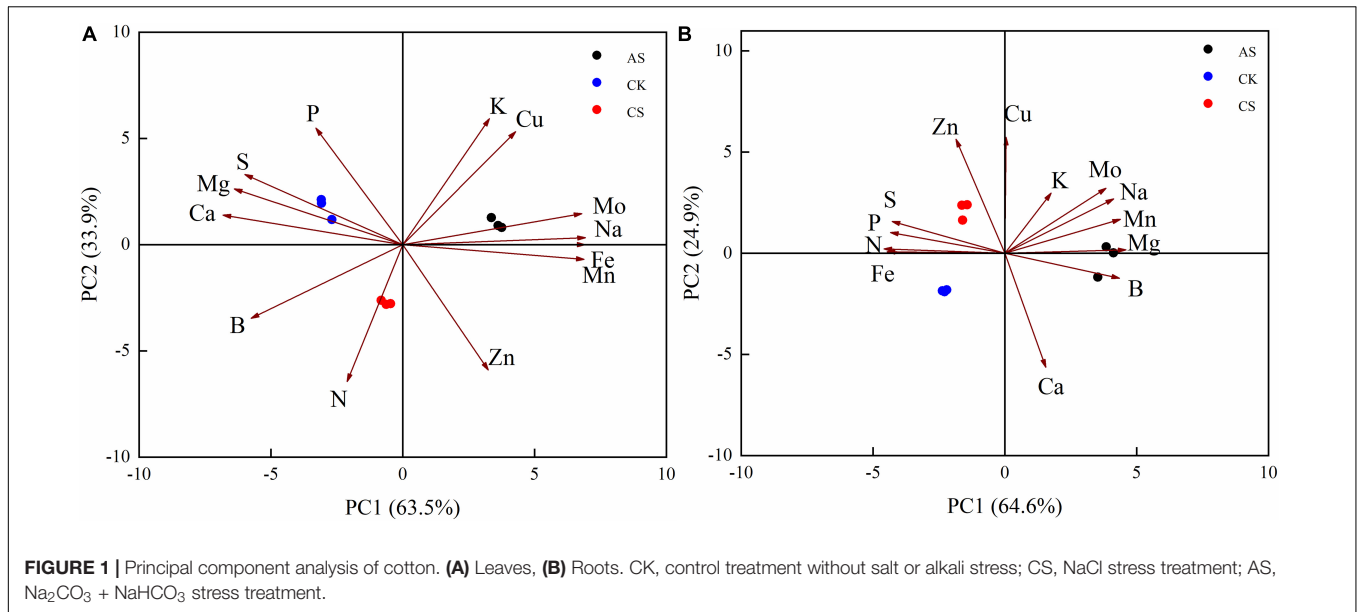 A
10
5
0
-5
-10
-10
-5
0
5
10
PC2 (33.9%)
PC1 (63.5%)
AS
CK
CS
P
K
Cu
S
Mg
Ca
Mo
Na
Fe
Mn
B
N
Zn
B
10
5
0
-5
-10
-10
-5
0
5
10
PC2 (24.9%)
PC1 (64.6%)
AS
CK
CS
Zn
Cu
K
Mo
Na
Mn
Mg
S
P
N
Fe
B
Ca
FIGURE 1 | Principal component analysis of cotton. (A) Leaves, (B) Roots. CK, control treatment without salt or alkali stress; CS, NaCl stress treatment; AS,
Na₂CO₃ + NaHCO₃ stress treatment.